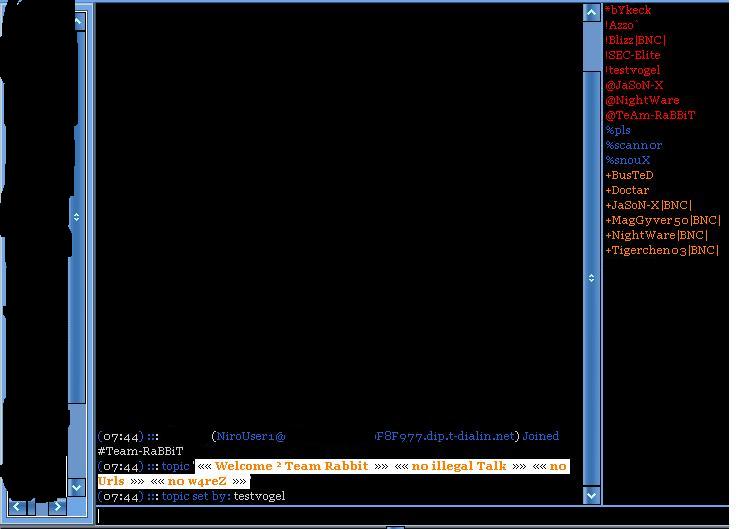 *bYkeck
!Azzo`
!Blizz|BNC|
!SEC-Elite
!testvogel
@JaSoN-X
@NightWare
@TeAm-RaBBiT
%pls
%scannor
%snouX
+BusTeD
+Doctar
+JaSoN-X|BNC|
+MagGyver50|BNC|
+NightWare|BNC|
+Tigerchen03|BNC|
(07:44) ::: (NiroUser1@ F8F977.dip.t-dialin.net) Joined
#Team-RaBBiT
(07:44) ::: topic '«« Welcome ² Team Rabbit »» «« no illegal Talk »» «« no
Urls »» «« no w4reZ »»'
(07:44) ::: topic set by: testvogel